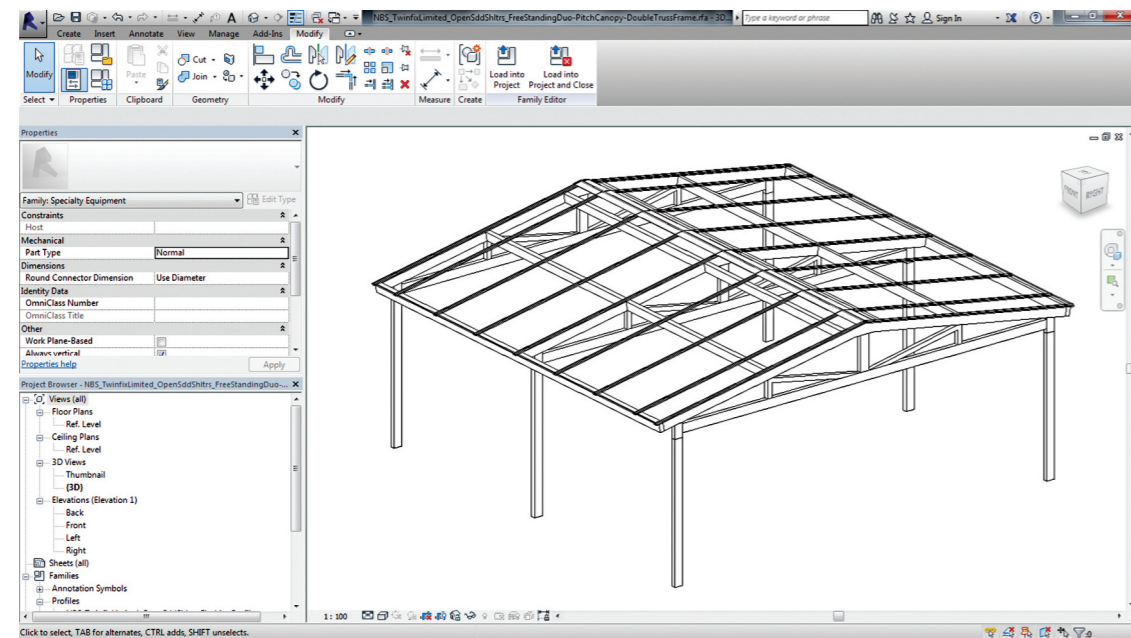 NBS_TwinfixLimited_OpenSddShltrs_FreeStandingDuo-PitchCanopy-DoubleTrussFrame.rfa - 3D...
Type a keyword or phrase
Sign In
Create Insert Annotate View Manage Add-Ins Modify
Modify
Paste
Cut
Join
Load into Project
Load into Project and Close
Select Properties Clipboard Geometry Modify Measure Create Family Editor
Properties
R
Family: Specialty Equipment
Edit Type
Constraints
Host
Mechanical
Part Type Normal
Dimensions
Round Connector Dimension Use Diameter
Identity Data
OmniClass Number
OmniClass Title
Other
Work Plane-Based
Always vertical
Properties help
Apply
Project Browser - NBS_TwinfixLimited_OpenSddShltrs_FreeStandingDuo-...
Views (all)
Floor Plans
Ref. Level
Ceiling Plans
Ref. Level
3D Views
Thumbnail
{3D}
Elevations (Elevation 1)
Back
Front
Left
Right
Sheets (all)
Families
Annotation Symbols
Profiles
FRONT RIGHT
1 : 100
Click to select, TAB for alternates, CTRL adds, SHIFT unselects.
:0